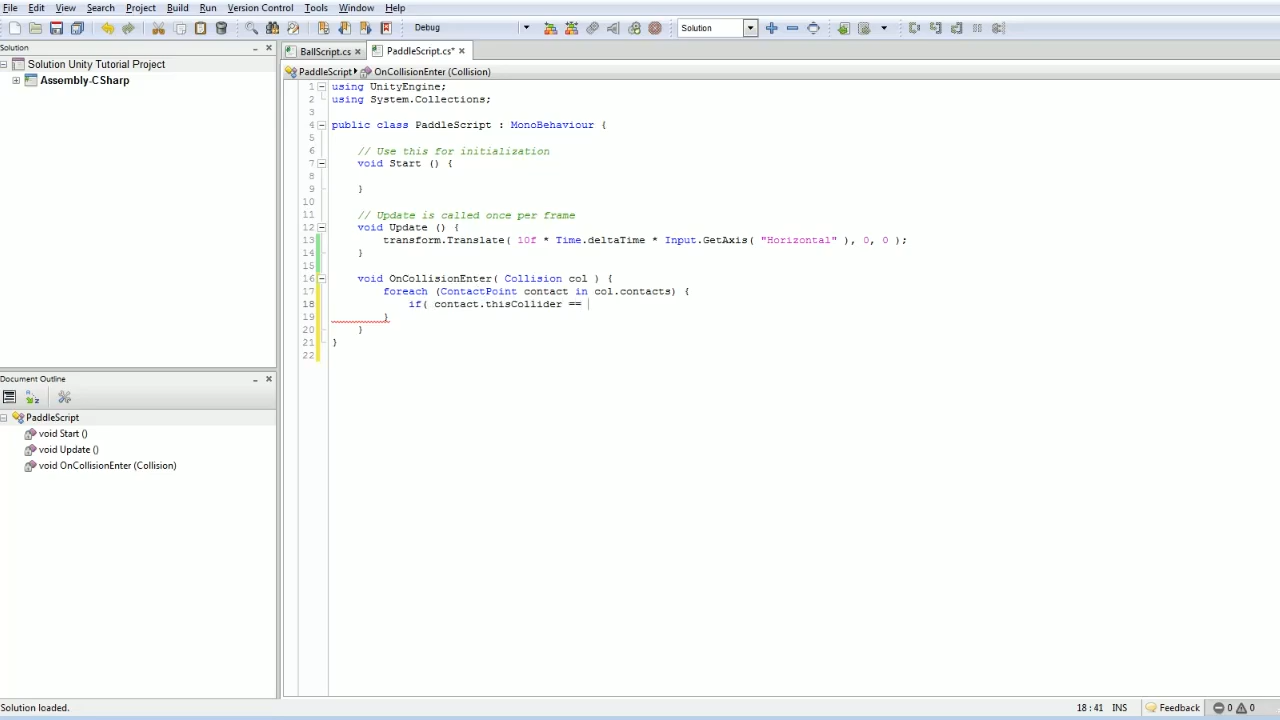 File Edit View Search Project Build Run Version Control Tools Window Help
Debug Solution
Solution
Solution Unity Tutorial Project
Assembly-CSharp
Document Outline
PaddleScript
void Start ()
void Update ()
void OnCollisionEnter (Collision)
BallScript.cs PaddleScript.cs*
PaddleScript OnCollisionEnter (Collision)
1 using UnityEngine;
2 using System.Collections;
3
4 public class PaddleScript : MonoBehaviour {
5
6 // Use this for initialization
7 void Start () {
8
9 }
10
11 // Update is called once per frame
12 void Update () {
13 transform.Translate( 10f * Time.deltaTime * Input.GetAxis( "Horizontal" ), 0, 0 );
14 }
15
16 void OnCollisionEnter( Collision col ) {
17 foreach (ContactPoint contact in col.contacts) {
18 if( contact.thisCollider ==
19 }
20 }
21 }
22
Solution loaded. 18 : 41 INS Feedback 0 0